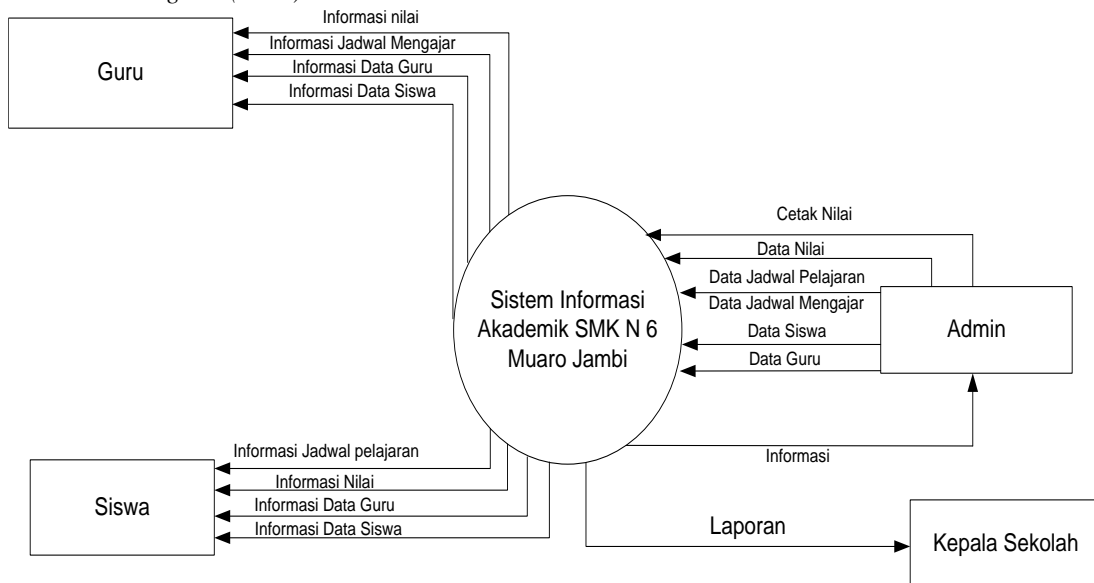 Informasi nilai
Informasi Jadwal Mengajar
Informasi Data Guru
Informasi Data Siswa
Guru
Cetak Nilai
Data Nilai
Data Jadwal Pelajaran
Data Jadwal Mengajar
Data Siswa
Data Guru
Admin
Sistem Informasi
Akademik SMK N 6
Muaro Jambi
Informasi Jadwal pelajaran
Informasi Nilai
Informasi Data Guru
Informasi Data Siswa
Siswa
Informasi
Laporan
Kepala Sekolah